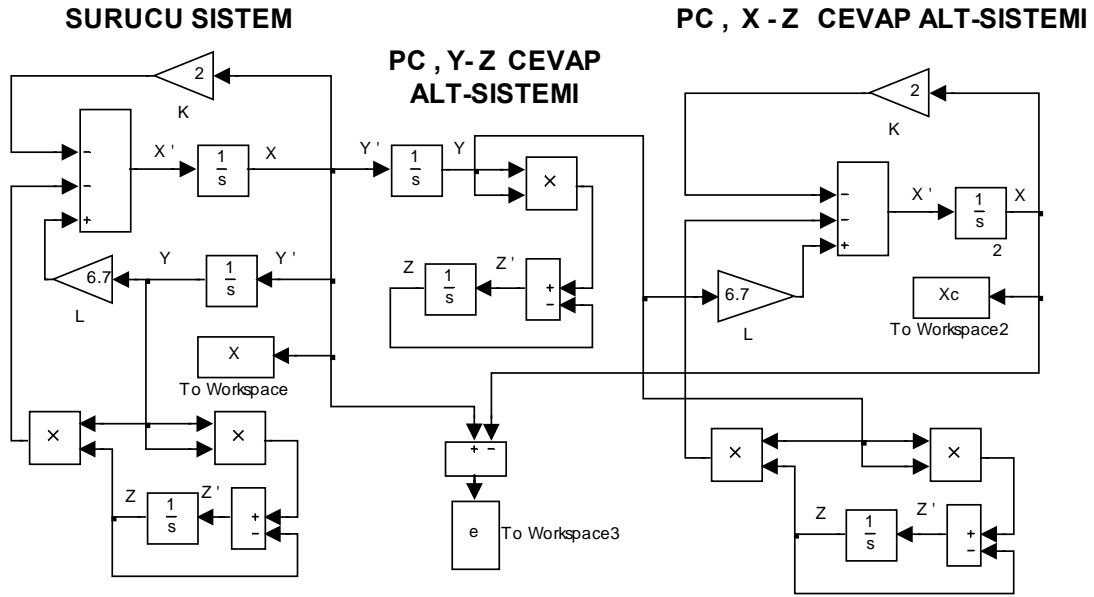 SURUCU SISTEM
2
K
−
−
+
X '
1
s
X
6.7
L
Y
1
s
Y '
X
To Workspace
×
×
Z
1
s
Z '
+
−
PC , Y- Z CEVAP
ALT-SISTEMI
Y '
1
s
Y
×
Z
1
s
Z '
+
−
+ −
e
To Workspace3
PC , X - Z CEVAP ALT-SISTEMI
2
K
−
−
+
X '
1
s
X
2
6.7
L
Xc
To Workspace2
×
×
Z
1
s
Z '
+
−